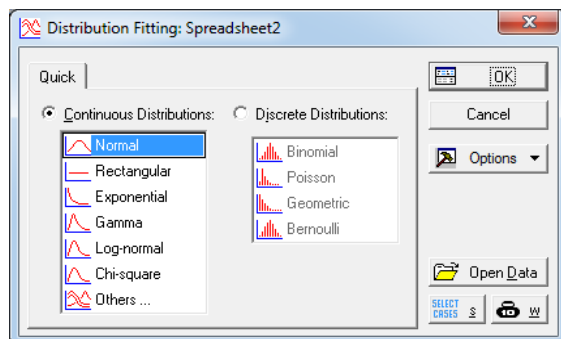 Distribution Fitting: Spreadsheet2
Quick
Continuous Distributions:
Normal
Rectangular
Exponential
Gamma
Log-normal
Chi-square
Others ...
Discrete Distributions:
Binomial
Poisson
Geometric
Bernoulli
OK
Cancel
Options
Open Data
SELECT
CASES S
10 W